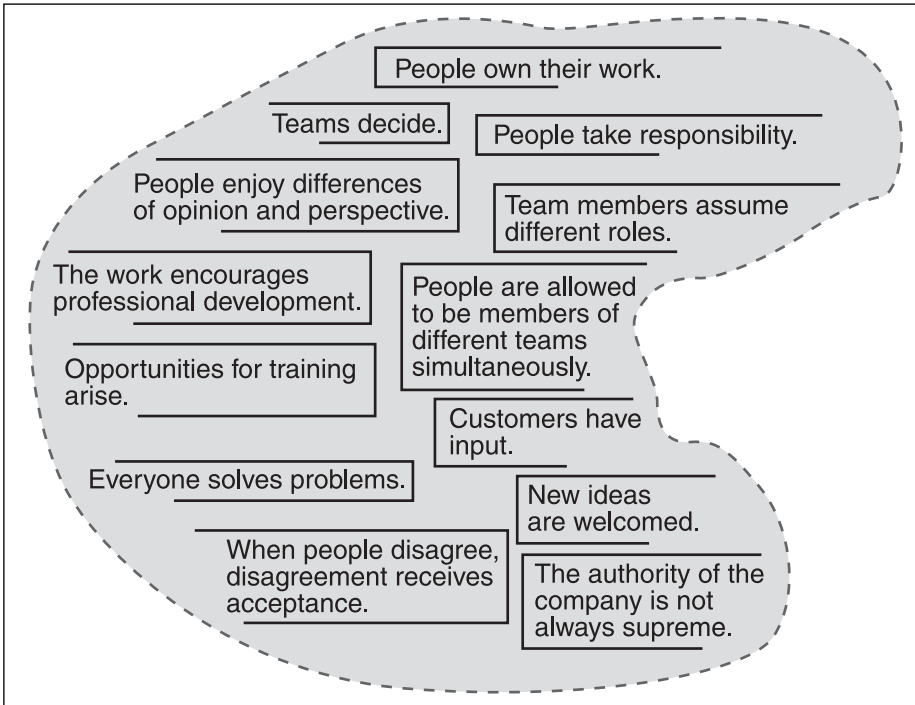 People own their work.
Teams decide.
People take responsibility.
People enjoy differences
of opinion and perspective.
Team members assume
different roles.
The work encourages
professional development.
People are allowed
to be members of
different teams
simultaneously.
Opportunities for training
arise.
Customers have
input.
Everyone solves problems.
New ideas
are welcomed.
When people disagree,
disagreement receives
acceptance.
The authority of the
company is not
always supreme.